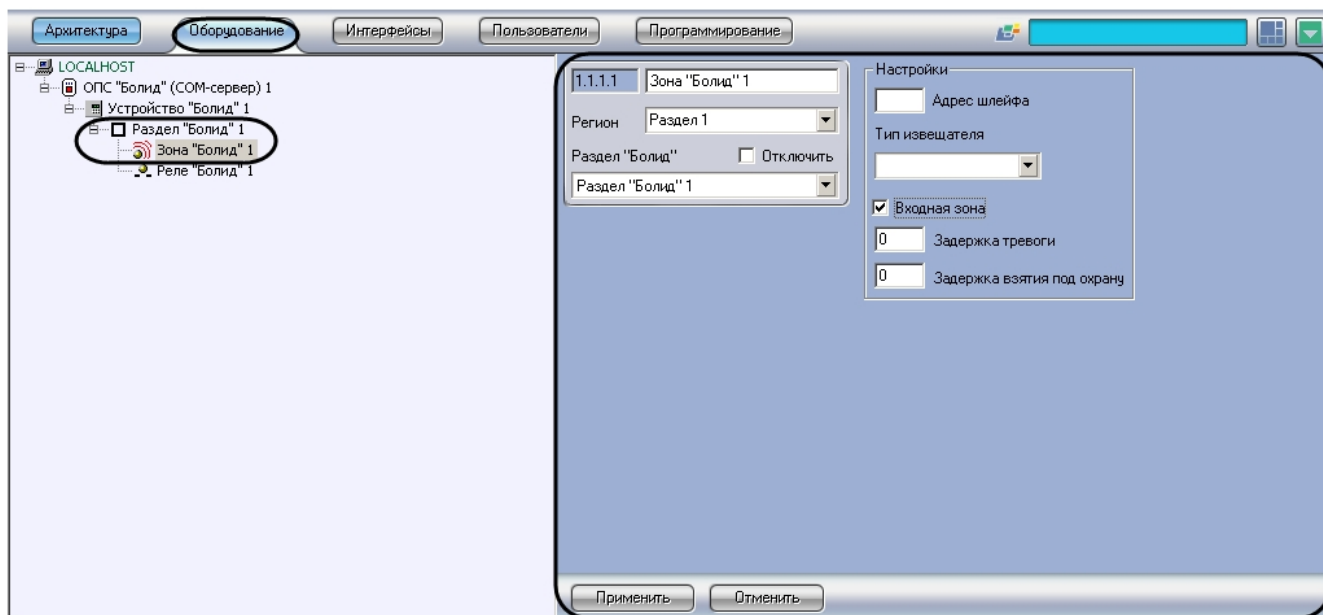 Архитектура Оборудование Интерфейсы Пользователи Программирование
LOCALHOST
ОПС "Болид" (COM-сервер) 1
Устройство "Болид" 1
Раздел "Болид" 1
Зона "Болид" 1
Реле "Болид" 1
1.1.1.1 Зона "Болид" 1
Регион Раздел 1
Раздел "Болид" Отключить
Раздел "Болид" 1
Настройки
Адрес шлейфа
Тип извещателя
Входная зона
0 Задержка тревоги
0 Задержка взятия под охрану
Применить Отменить